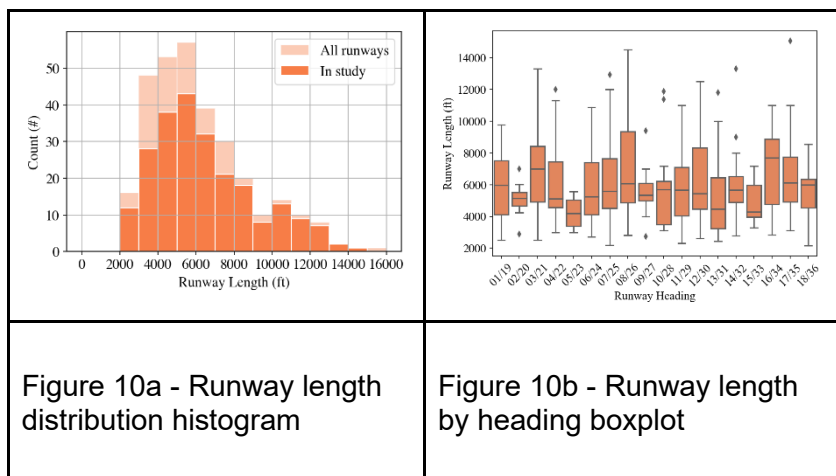 All runways
In study
50
40
30
20
10
0
Count (#)
0 2000 4000 6000 8000 10000 12000 14000 16000
Runway Length (ft)
14000
12000
10000
8000
6000
4000
2000
Runway Length (ft)
01/19 02/20 03/21 04/22 05/23 06/24 07/25 08/26 09/27 10/28 11/29 12/30 13/31 14/32 15/33 16/34 17/35 18/36
Runway Heading
Figure 10a - Runway length
distribution histogram
Figure 10b - Runway length
by heading boxplot